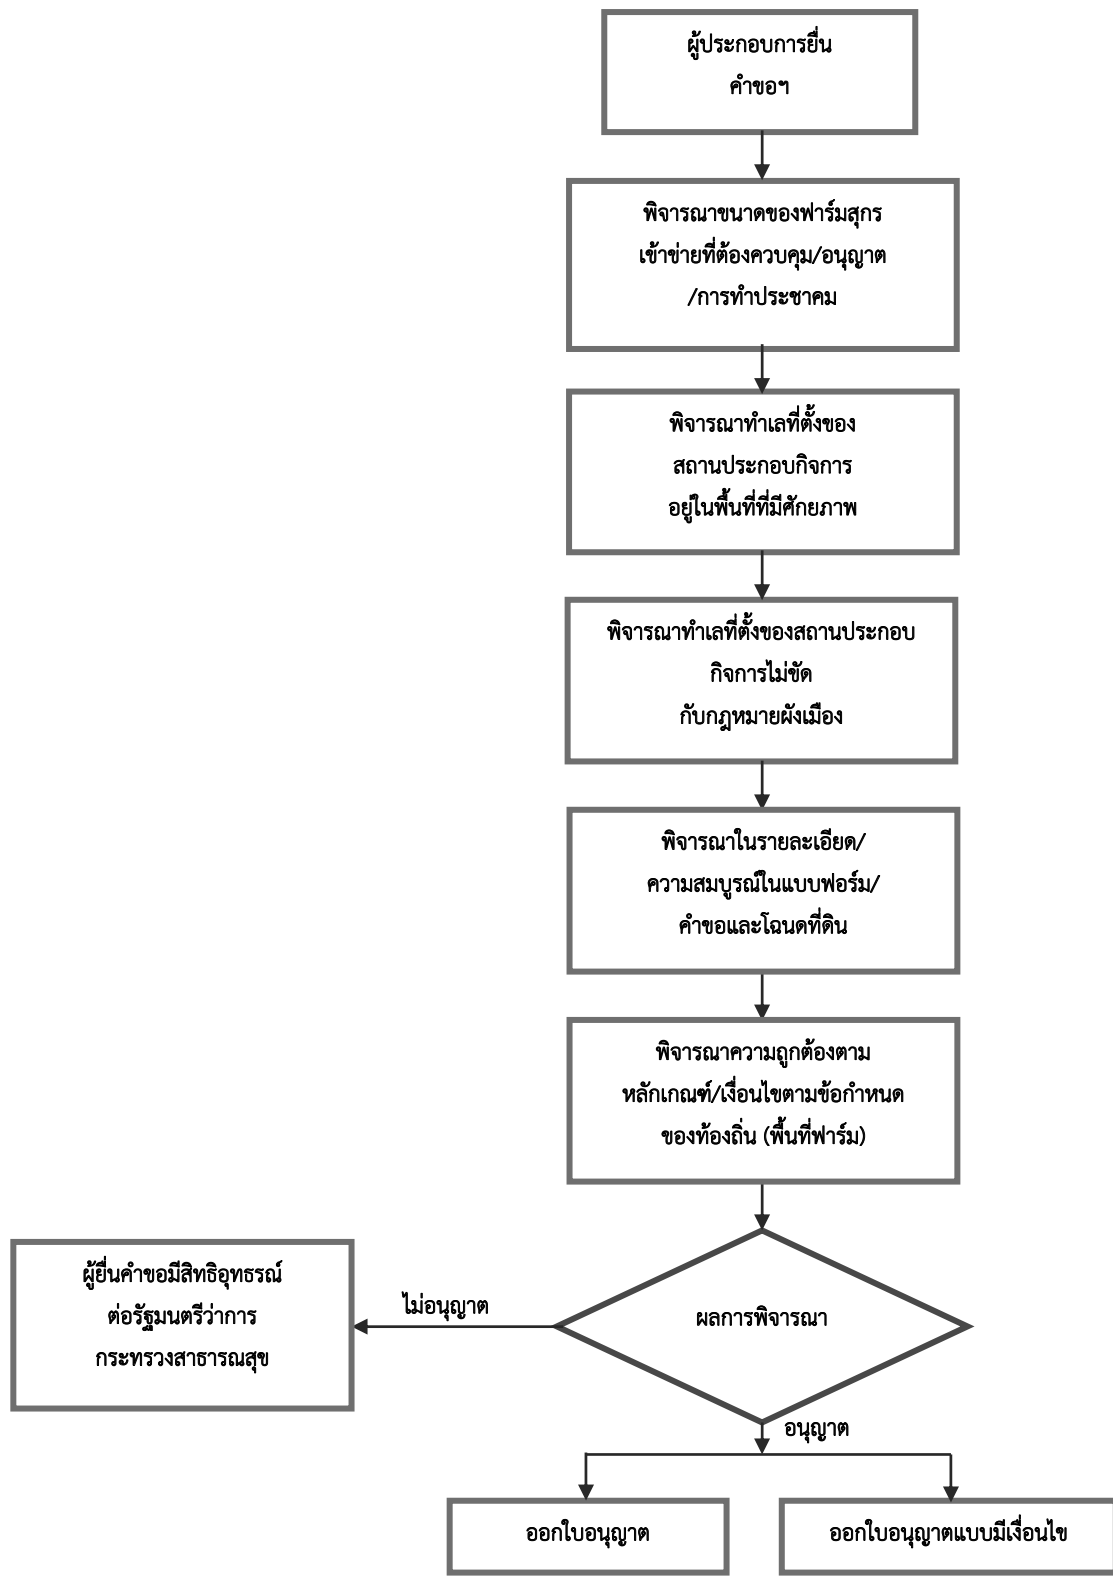 ผู้ประกอบการยื่น
คำขอฯ
พิจารณาขนาดของฟาร์มสุกร
เข้าข่ายที่ต้องควบคุม/อนุญาต
/การทำประชาคม
พิจารณาทำเลที่ตั้งของ
สถานประกอบกิจการ
อยู่ในพื้นที่ที่มีศักยภาพ
พิจารณาทำเลที่ตั้งของสถานประกอบ
กิจการไม่ขัด
กับกฎหมายผังเมือง
พิจารณาในรายละเอียด/
ความสมบูรณ์ในแบบฟอร์ม/
คำขอและโฉนดที่ดิน
พิจารณาความถูกต้องตาม
หลักเกณฑ์/เงื่อนไขตามข้อกำหนด
ของท้องถิ่น (พื้นที่ฟาร์ม)
ผลการพิจารณา
ไม่อนุญาต
ผู้ยื่นคำขอมีสิทธิอุทธรณ์
ต่อรัฐมนตรีว่าการ
กระทรวงสาธารณสุข
อนุญาต
ออกใบอนุญาต
ออกใบอนุญาตแบบมีเงื่อนไข